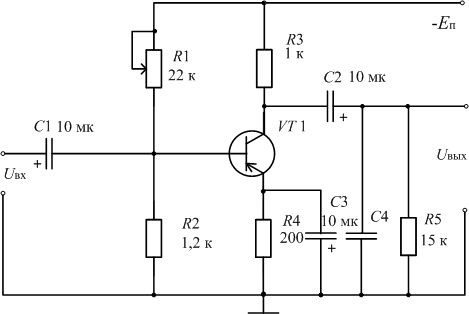 -Eп
R1
22 к
R3
1 к
C2 10 мк
+
C1 10 мк
+
VT 1
Uвх
Uвых
R2
1,2 к
R4
200
C3
10 мк
+
C4
R5
15 к